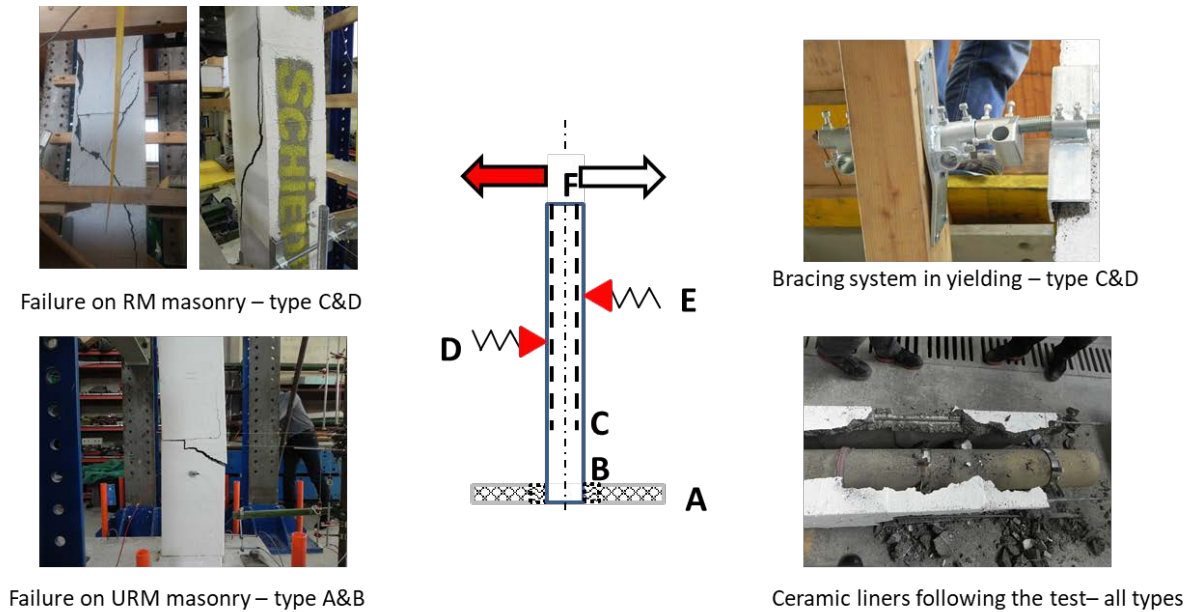 SCHIED
Failure on RM masonry – type C&D
Failure on URM masonry – type A&B
F
E
D
C
B
A
Bracing system in yielding – type C&D
Ceramic liners following the test– all types